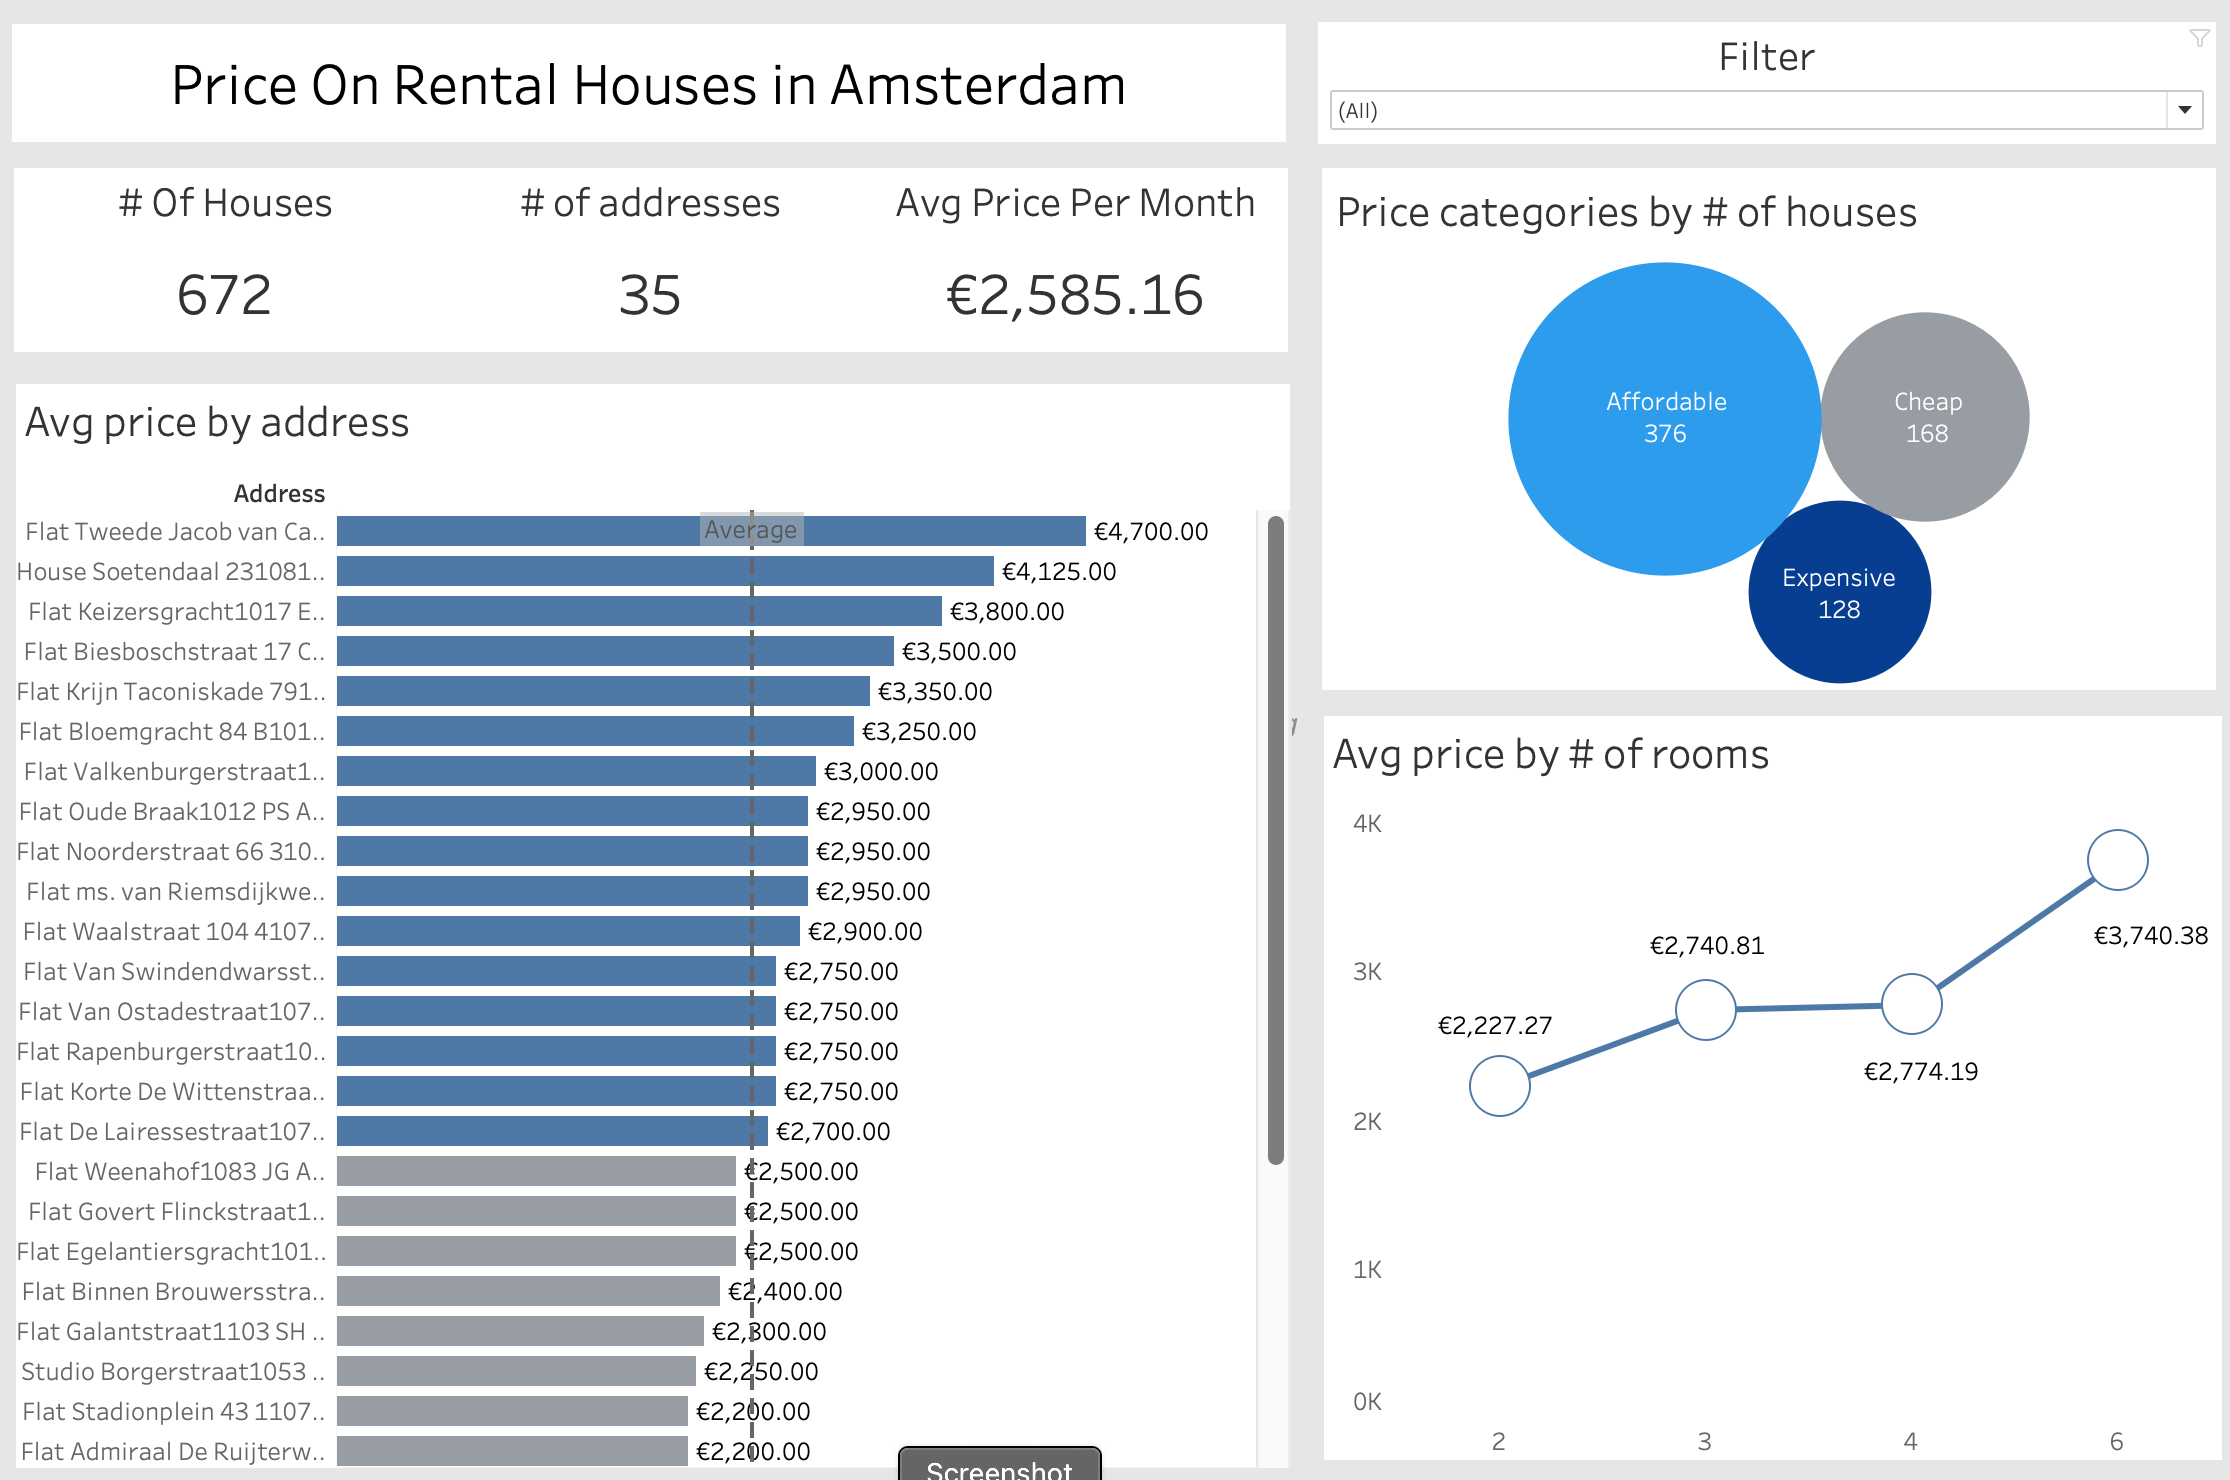 Price On Rental Houses in Amsterdam
Filter
(All)
# Of Houses
672
# of addresses
35
Avg Price Per Month
€2,585.16
Avg price by address
Address
Average
Flat Tweede Jacob van Ca.. €4,700.00
House Soetendaal 231081.. €4,125.00
Flat Keizersgracht1017 E.. €3,800.00
Flat Biesboschstraat 17 C.. €3,500.00
Flat Krijn Taconiskade 791.. €3,350.00
Flat Bloemgracht 84 B101.. €3,250.00
Flat Valkenburgerstraat1.. €3,000.00
Flat Oude Braak1012 PS A.. €2,950.00
Flat Noorderstraat 66 310.. €2,950.00
Flat ms. van Riemsdijkwe.. €2,950.00
Flat Waalstraat 104 4107.. €2,900.00
Flat Van Swindendwarsst.. €2,750.00
Flat Van Ostadestraat107.. €2,750.00
Flat Rapenburgerstraat10.. €2,750.00
Flat Korte De Wittenstraa.. €2,750.00
Flat De Lairessestraat107.. €2,700.00
Flat Weenahof1083 JG A.. €2,500.00
Flat Govert Flinckstraat1.. €2,500.00
Flat Egelantiersgracht101.. €2,500.00
Flat Binnen Brouwersstra.. €2,400.00
Flat Galantstraat1103 SH .. €2,300.00
Studio Borgerstraat1053 .. €2,250.00
Flat Stadionplein 43 1107.. €2,200.00
Flat Admiraal De Ruijterw.. €2,200.00
Screenshot
Price categories by # of houses
Affordable
376
Cheap
168
Expensive
128
Avg price by # of rooms
4K
3K
2K
1K
0K
€2,227.27
€2,740.81
€2,774.19
€3,740.38
2 3 4 6